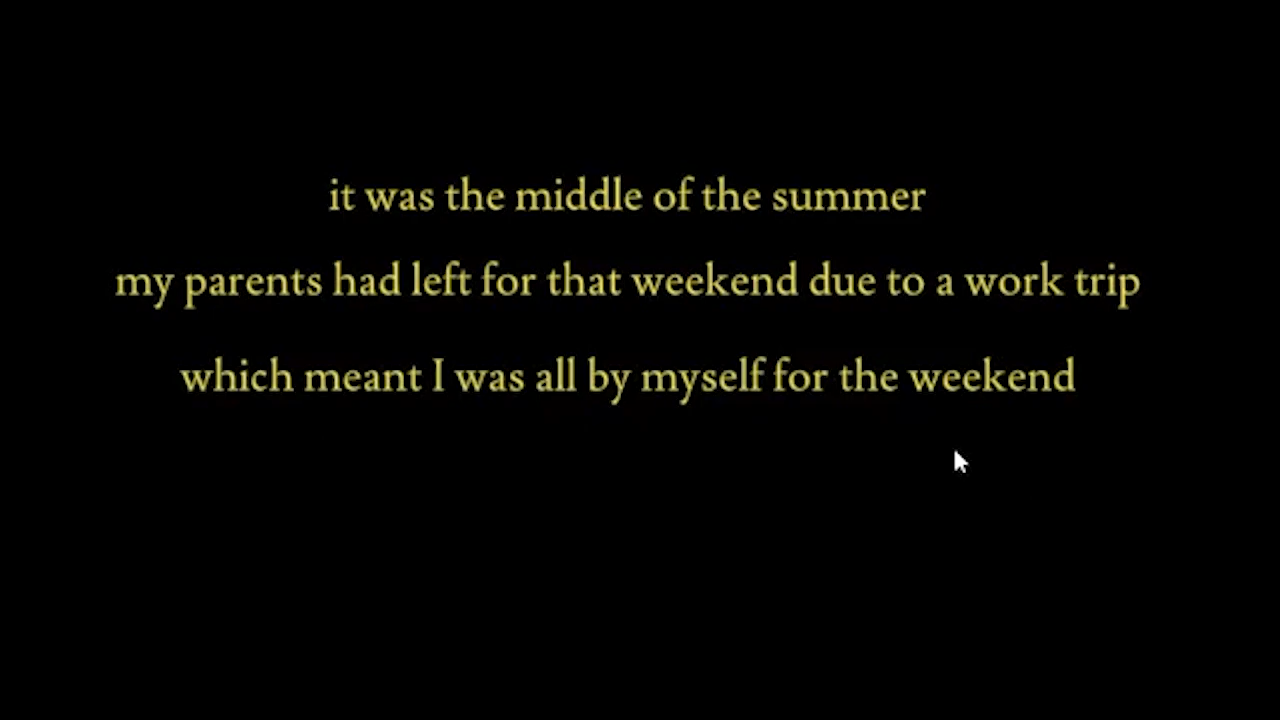 it was the middle of the summer
my parents had left for that weekend due to a work trip
which meant I was all by myself for the weekend